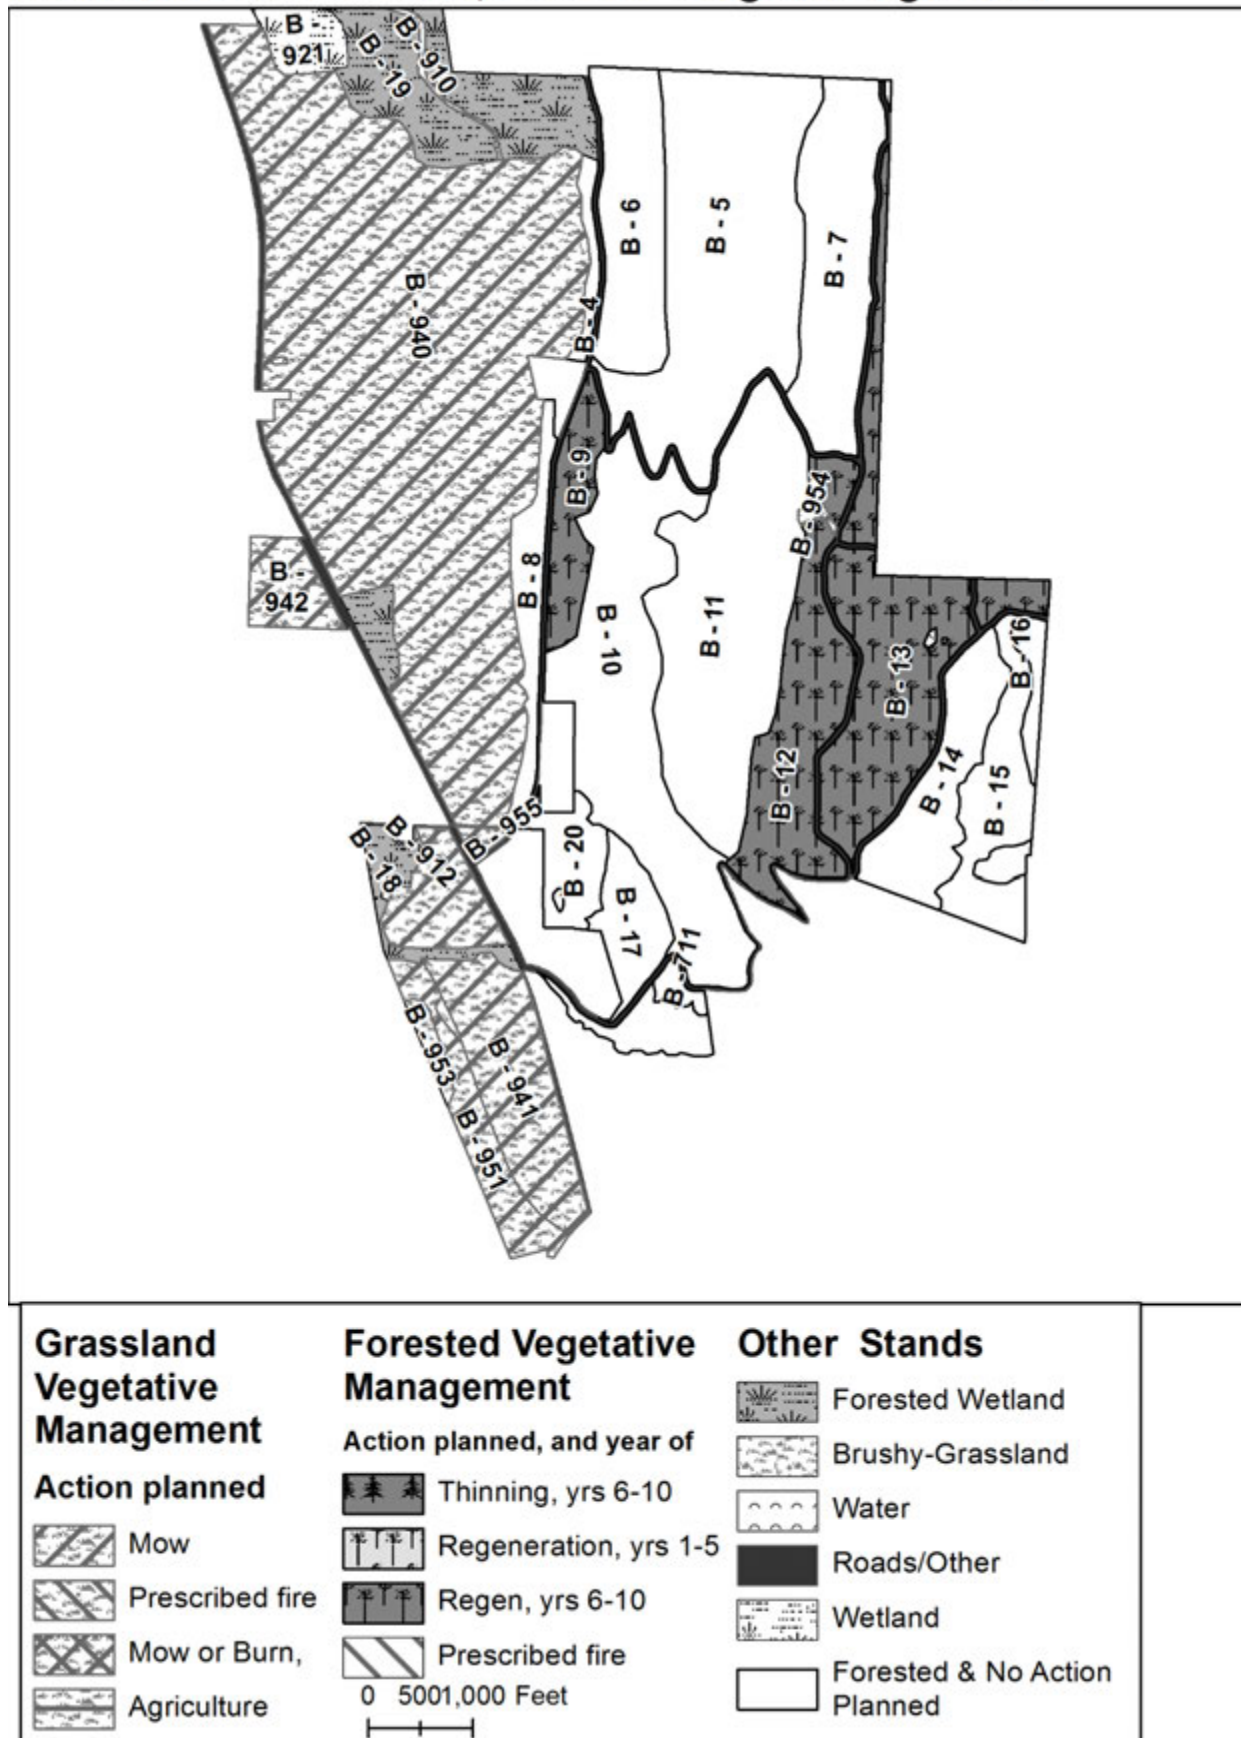 B -
921
B - 19
B - 910
B - 6
B - 5
B - 7
B - 4
B - 940
B - 9
B - 954
B - 8
B -
942
B - 10
B - 11
B - 13
B - 16
B - 12
B - 14
B - 15
B - 955
B - 20
B - 912
B - 18
B - 17
B - 711
B - 953
B - 941
B - 951
Grassland
Vegetative
Management
Action planned
Mow
Prescribed fire
Mow or Burn,
Agriculture
Forested Vegetative
Management
Action planned, and year of
Thinning, yrs 6-10
Regeneration, yrs 1-5
Regen, yrs 6-10
Prescribed fire
0 5001,000 Feet
Other Stands
Forested Wetland
Brushy-Grassland
Water
Roads/Other
Wetland
Forested & No Action
Planned